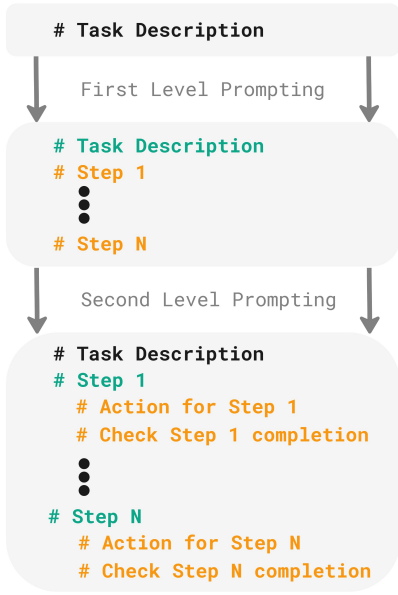 # Task Description
First Level Prompting
# Task Description
# Step 1
# Step N
Second Level Prompting
# Task Description
# Step 1
# Action for Step 1
# Check Step 1 completion
# Step N
# Action for Step N
# Check Step N completion